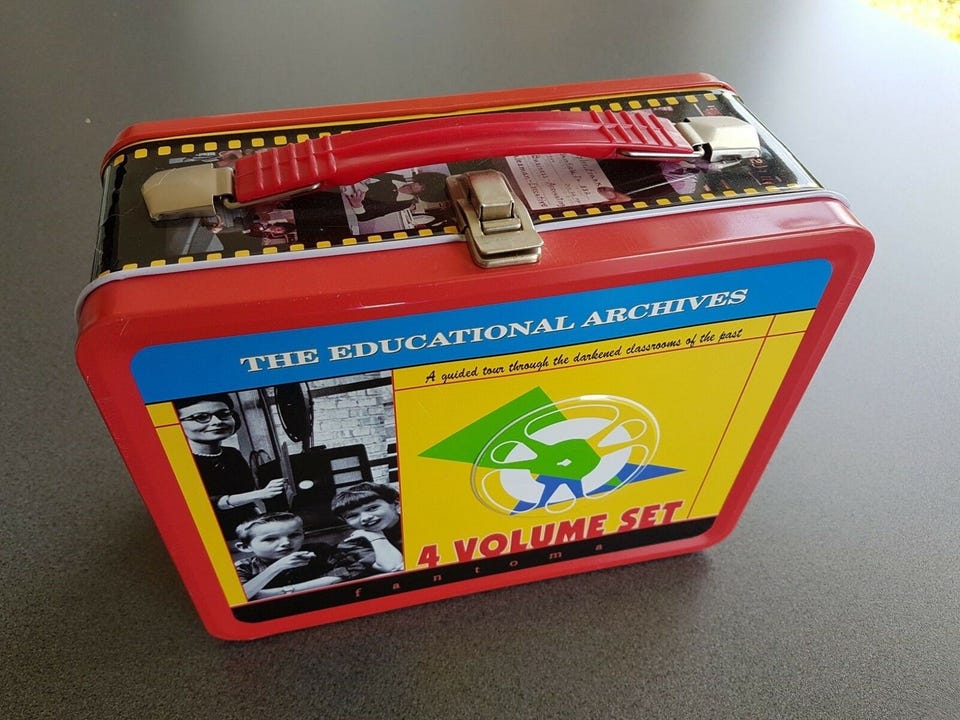 THE EDUCATIONAL ARCHIVES
A guided tour through the darkened classrooms of the past
4 VOLUME SET
fantoma